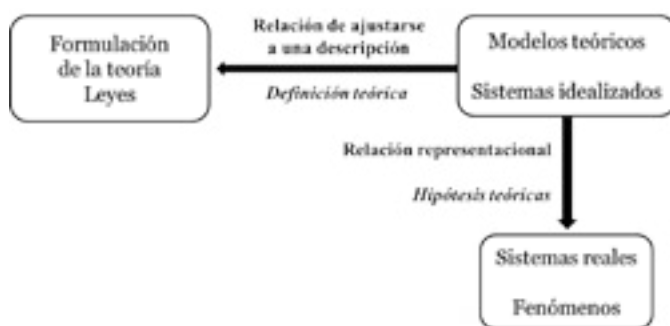 Formulación
de la teoría
Leyes
Relación de ajustarse
a una descripción
Definición teórica
Modelos teóricos
Sistemas idealizados
Relación representacional
Hipótesis teóricas
Sistemas reales
Fenómenos